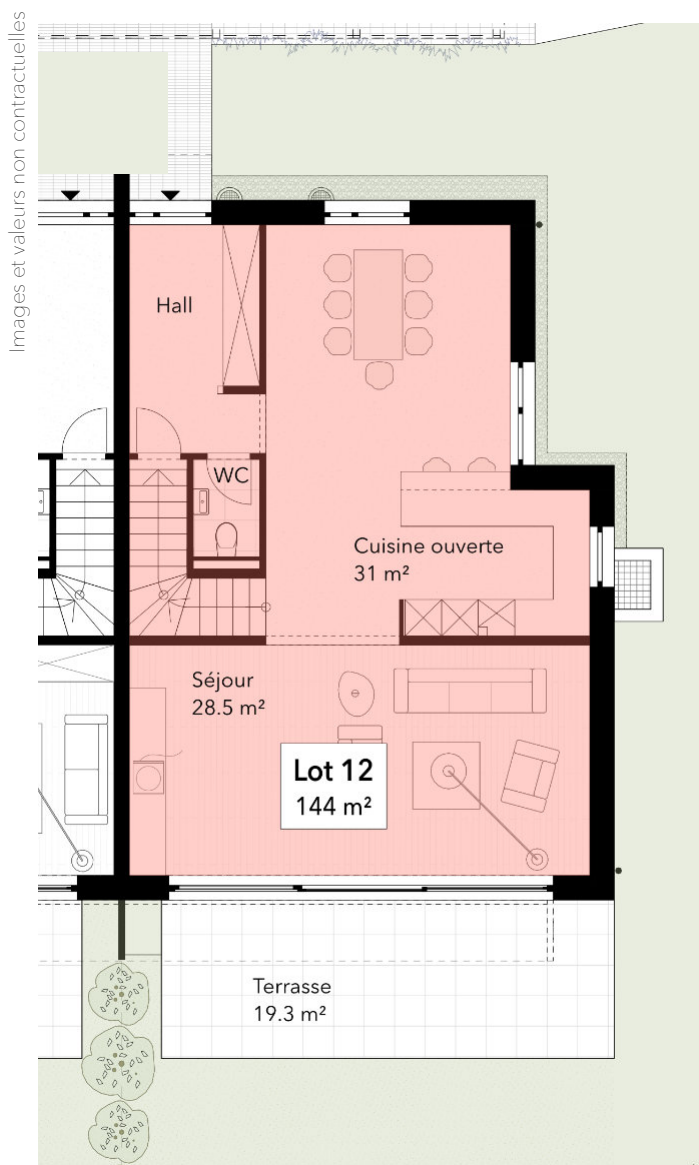 Images et valeurs non contractuelles
Hall
WC
Cuisine ouverte
31 m²
Séjour
28.5 m²
Lot 12
144 m²
Terrasse
19.3 m²